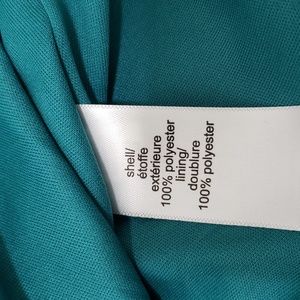 shell/
étoffe
extérieure
100% polyester
lining/
doublure
100% polyester